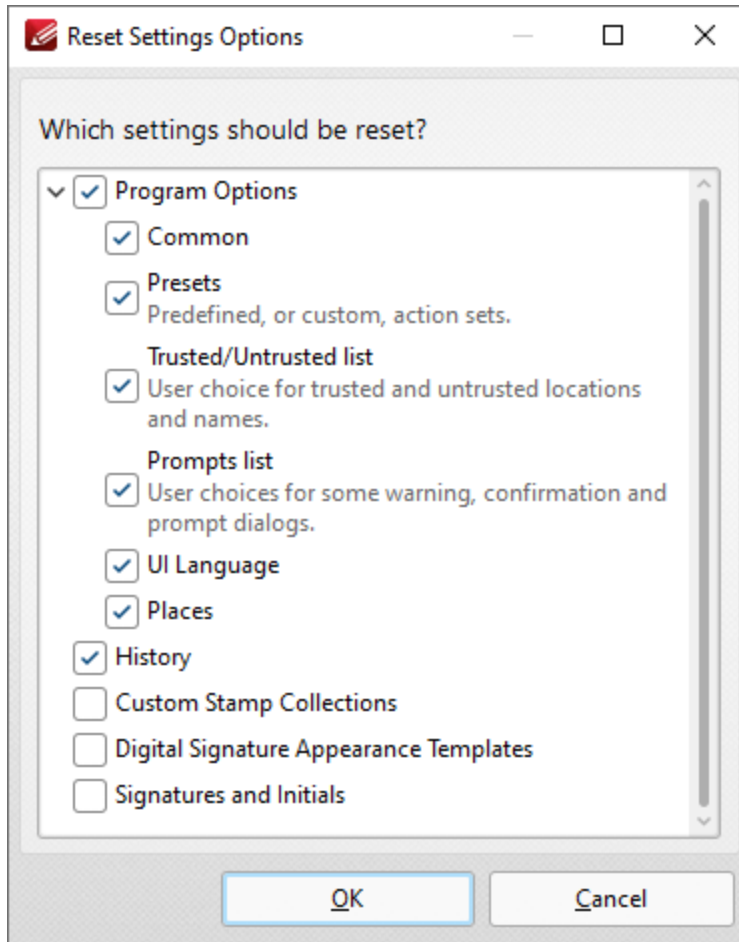 Reset Settings Options
Which settings should be reset?
Program Options
Common
Presets
Predefined, or custom, action sets.
Trusted/Untrusted list
User choice for trusted and untrusted locations
and names.
Prompts list
User choices for some warning, confirmation and
prompt dialogs.
UI Language
Places
History
Custom Stamp Collections
Digital Signature Appearance Templates
Signatures and Initials
OK Cancel